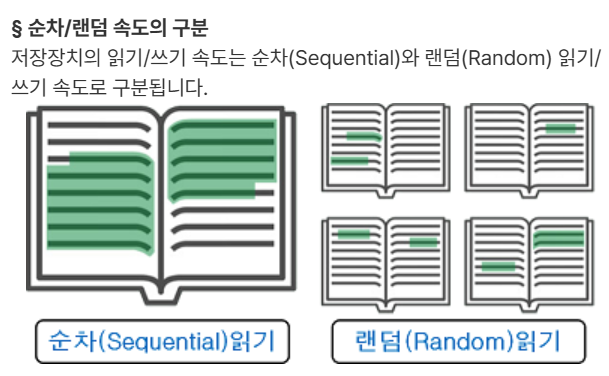 § 순차/랜덤 속도의 구분
저장장치의 읽기/쓰기 속도는 순차(Sequential)와 랜덤(Random) 읽기/
쓰기 속도로 구분됩니다.
순차(Sequential)읽기
랜덤(Random)읽기